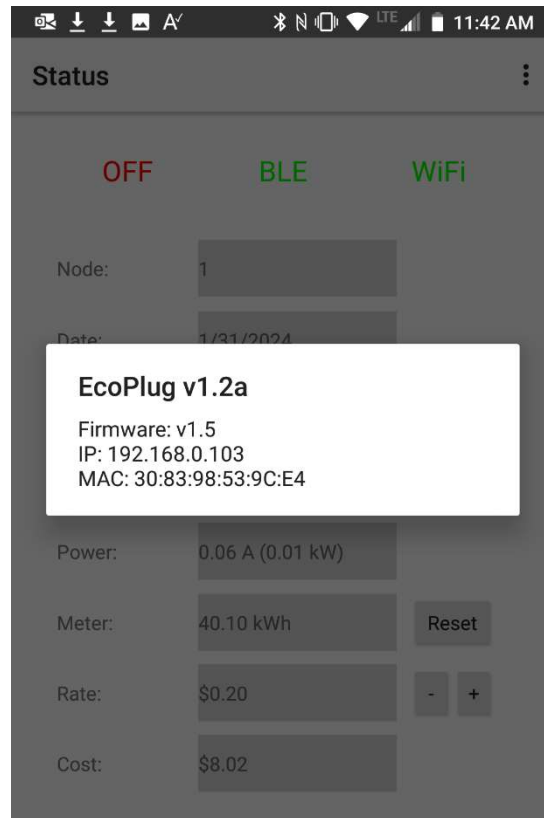 LTE 11:42 AM
Status
OFF BLE WiFi
Node: 1
Date: 1/31/2024
EcoPlug v1.2a
Firmware: v1.5
IP: 192.168.0.103
MAC: 30:83:98:53:9C:E4
Power: 0.06 A (0.01 kW)
Meter: 40.10 kWh Reset
Rate: $0.20 - +
Cost: $8.02